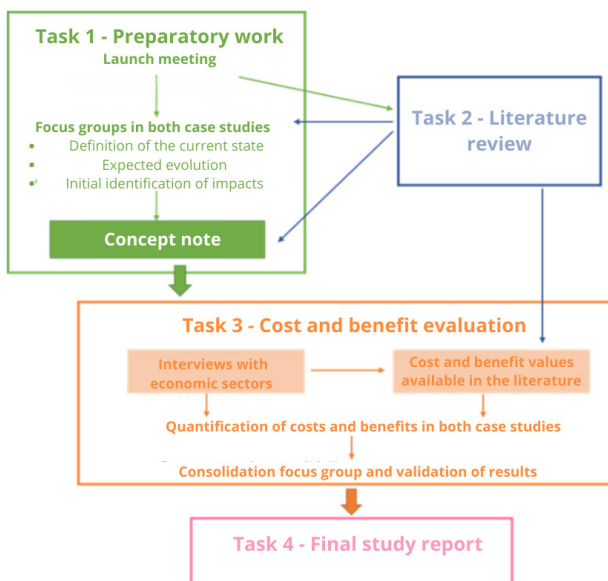 Task 1 - Preparatory work
Launch meeting
Focus groups in both case studies
• Definition of the current state
• Expected evolution
• Initial identification of impacts
Concept note
Task 2 - Literature
review
Task 3 - Cost and benefit evaluation
Interviews with
economic sectors
Cost and benefit values
available in the literature
Quantification of costs and benefits in both case studies
Consolidation focus group and validation of results
Task 4 - Final study report